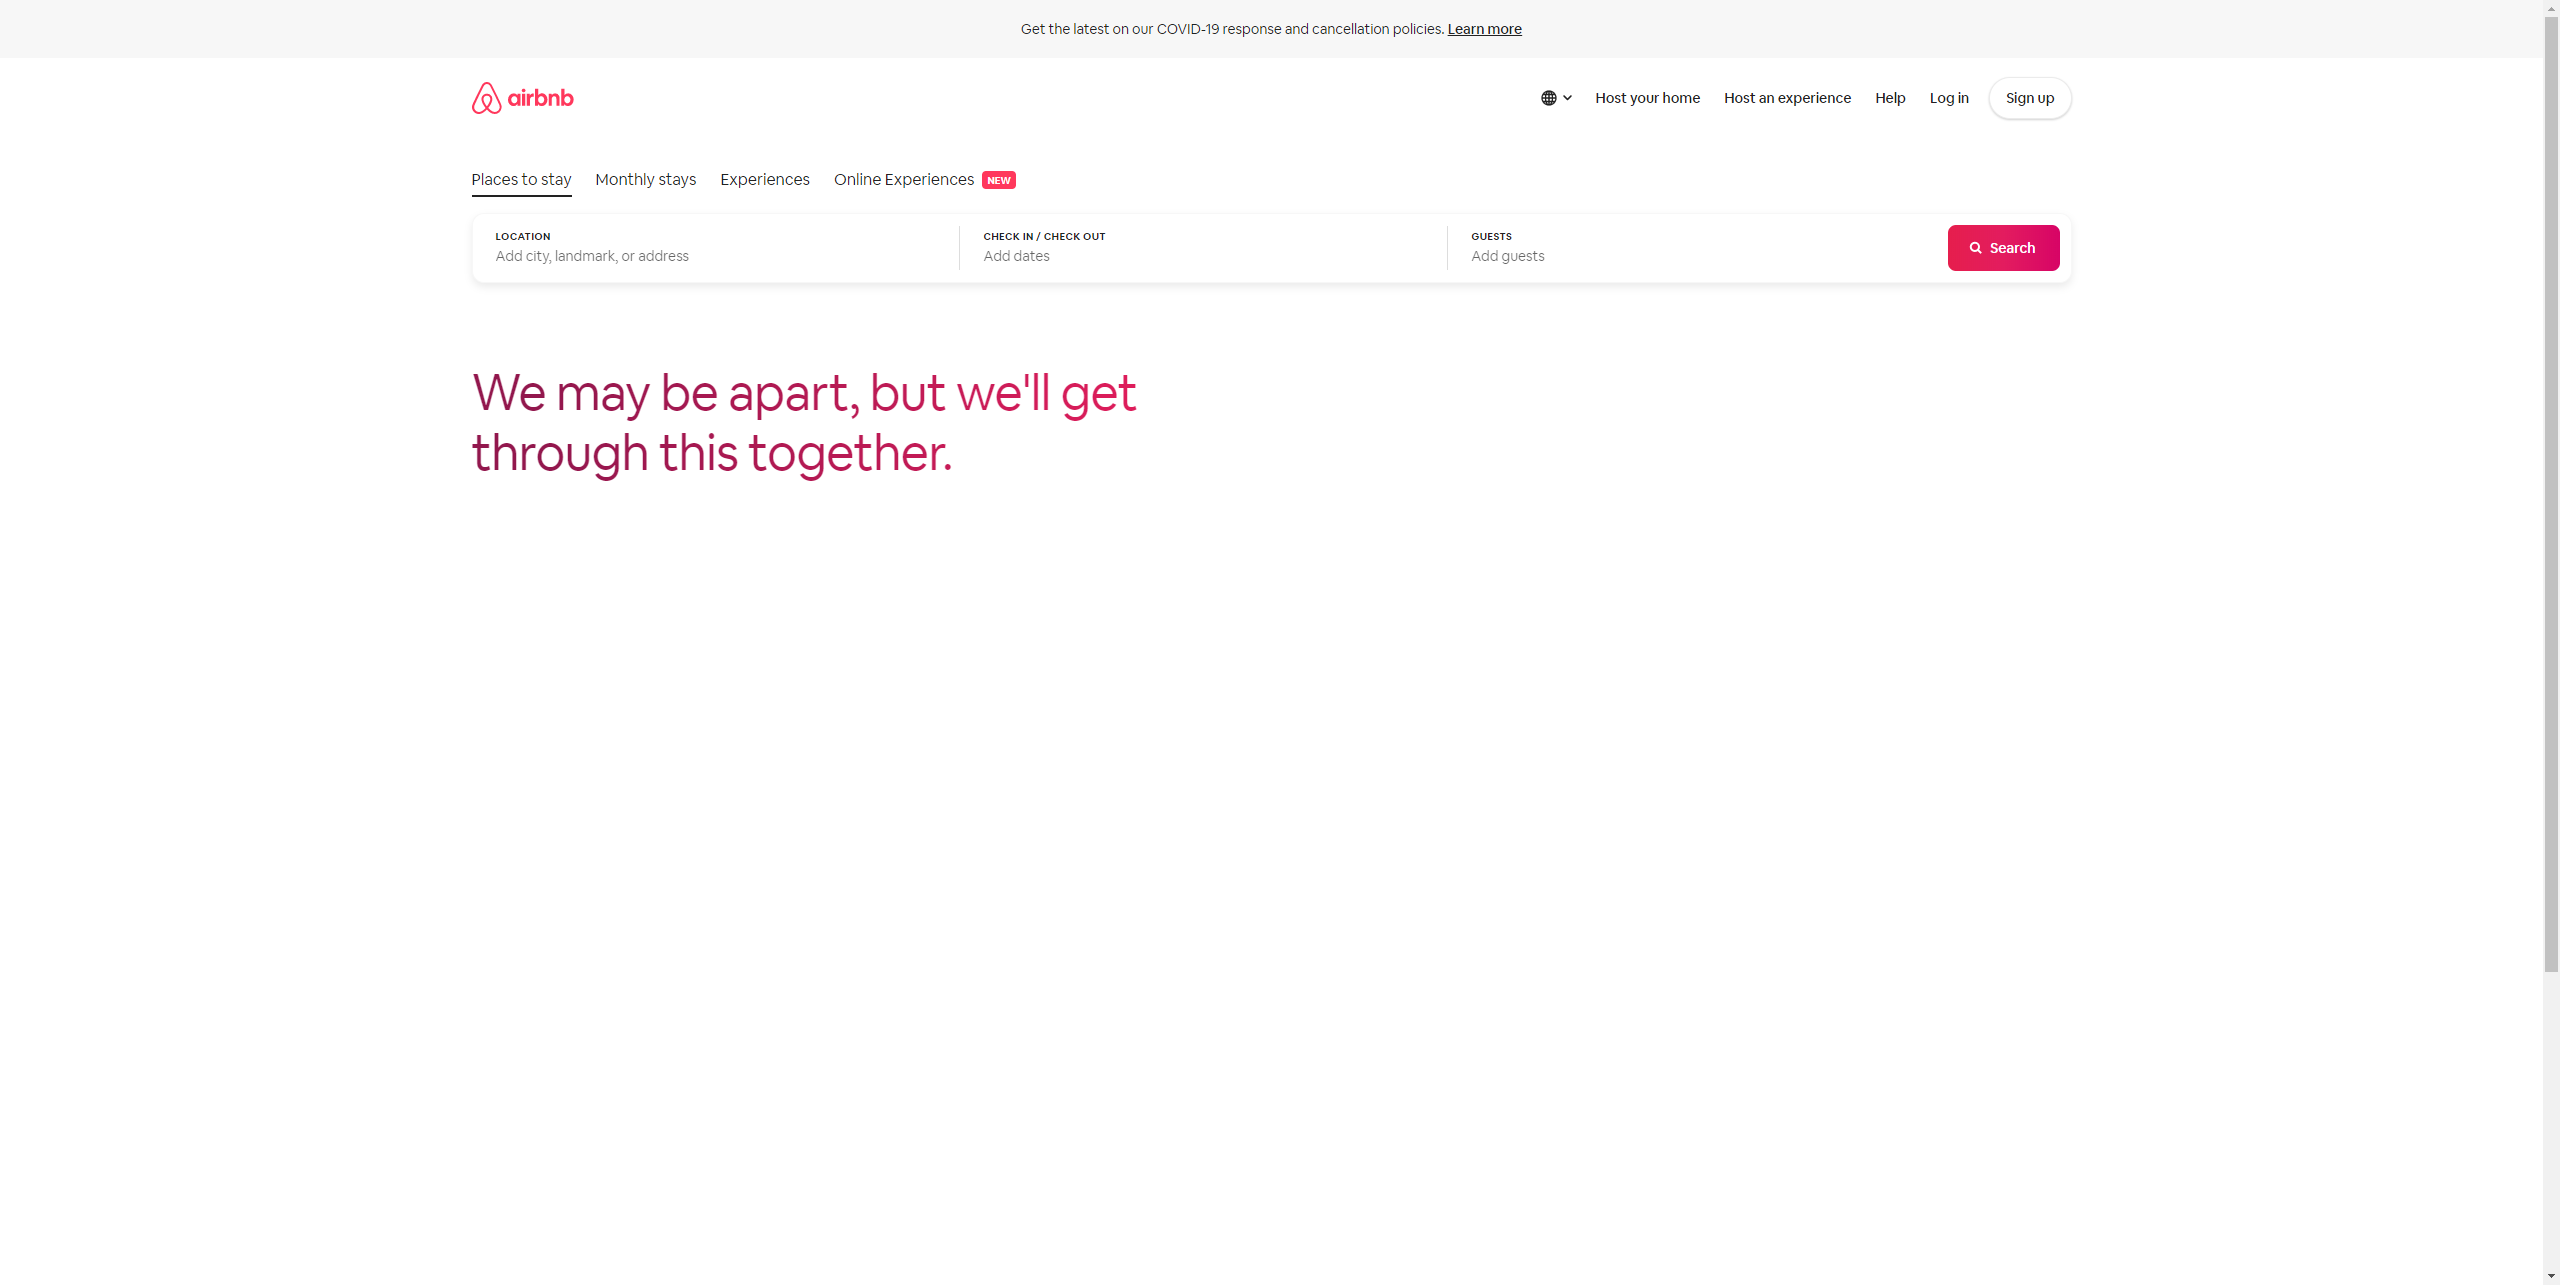 Get the latest on our COVID-19 response and cancellation policies. Learn more
airbnb
Host your home
Host an experience
Help
Log in
Sign up
Places to stay
Monthly stays
Experiences
Online Experiences NEW
LOCATION
Add city, landmark, or address
CHECK IN / CHECK OUT
Add dates
GUESTS
Add guests
Search
We may be apart, but we'll get
through this together.